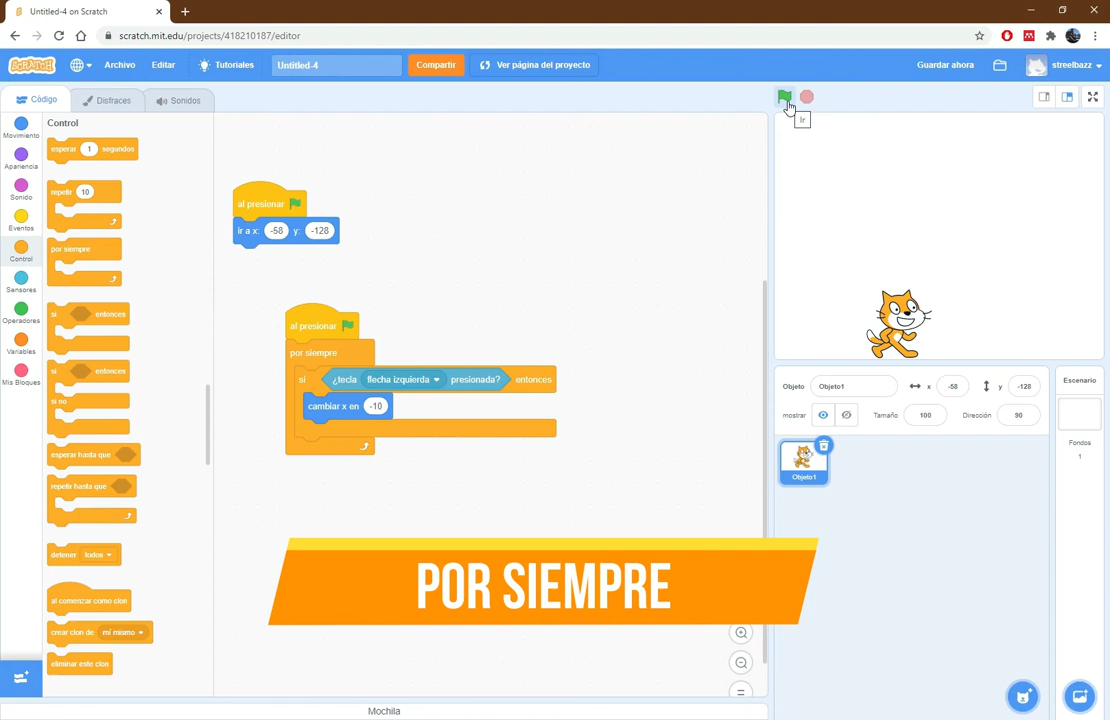 Untitled-4 on Scratch
scratch.mit.edu/projects/418210187/editor
SCRATCH
Archivo
Editar
Tutoriales
Untitled-4
Compartir
Ver página del proyecto
Guardar ahora
streelbazz
Código
Disfraces
Sonidos
Ir
Movimiento
Apariencia
Sonido
Eventos
Control
Sensores
Operadores
Variables
Mis Bloques
Control
esperar 1 segundos
repetir 10
por siempre
si entonces
si entonces
si no
esperar hasta que
repetir hasta que
detener todos
al comenzar como clon
crear clon de mí mismo
eliminar este clon
al presionar
ir a x: -58 y: -128
al presionar
por siempre
si ¿tecla flecha izquierda presionada? entonces
cambiar x en -10
POR SIEMPRE
Objeto Objeto1 x -58 y -128
mostrar Tamaño 100 Dirección 90
Objeto1
Escenario
Fondos
1
Mochila